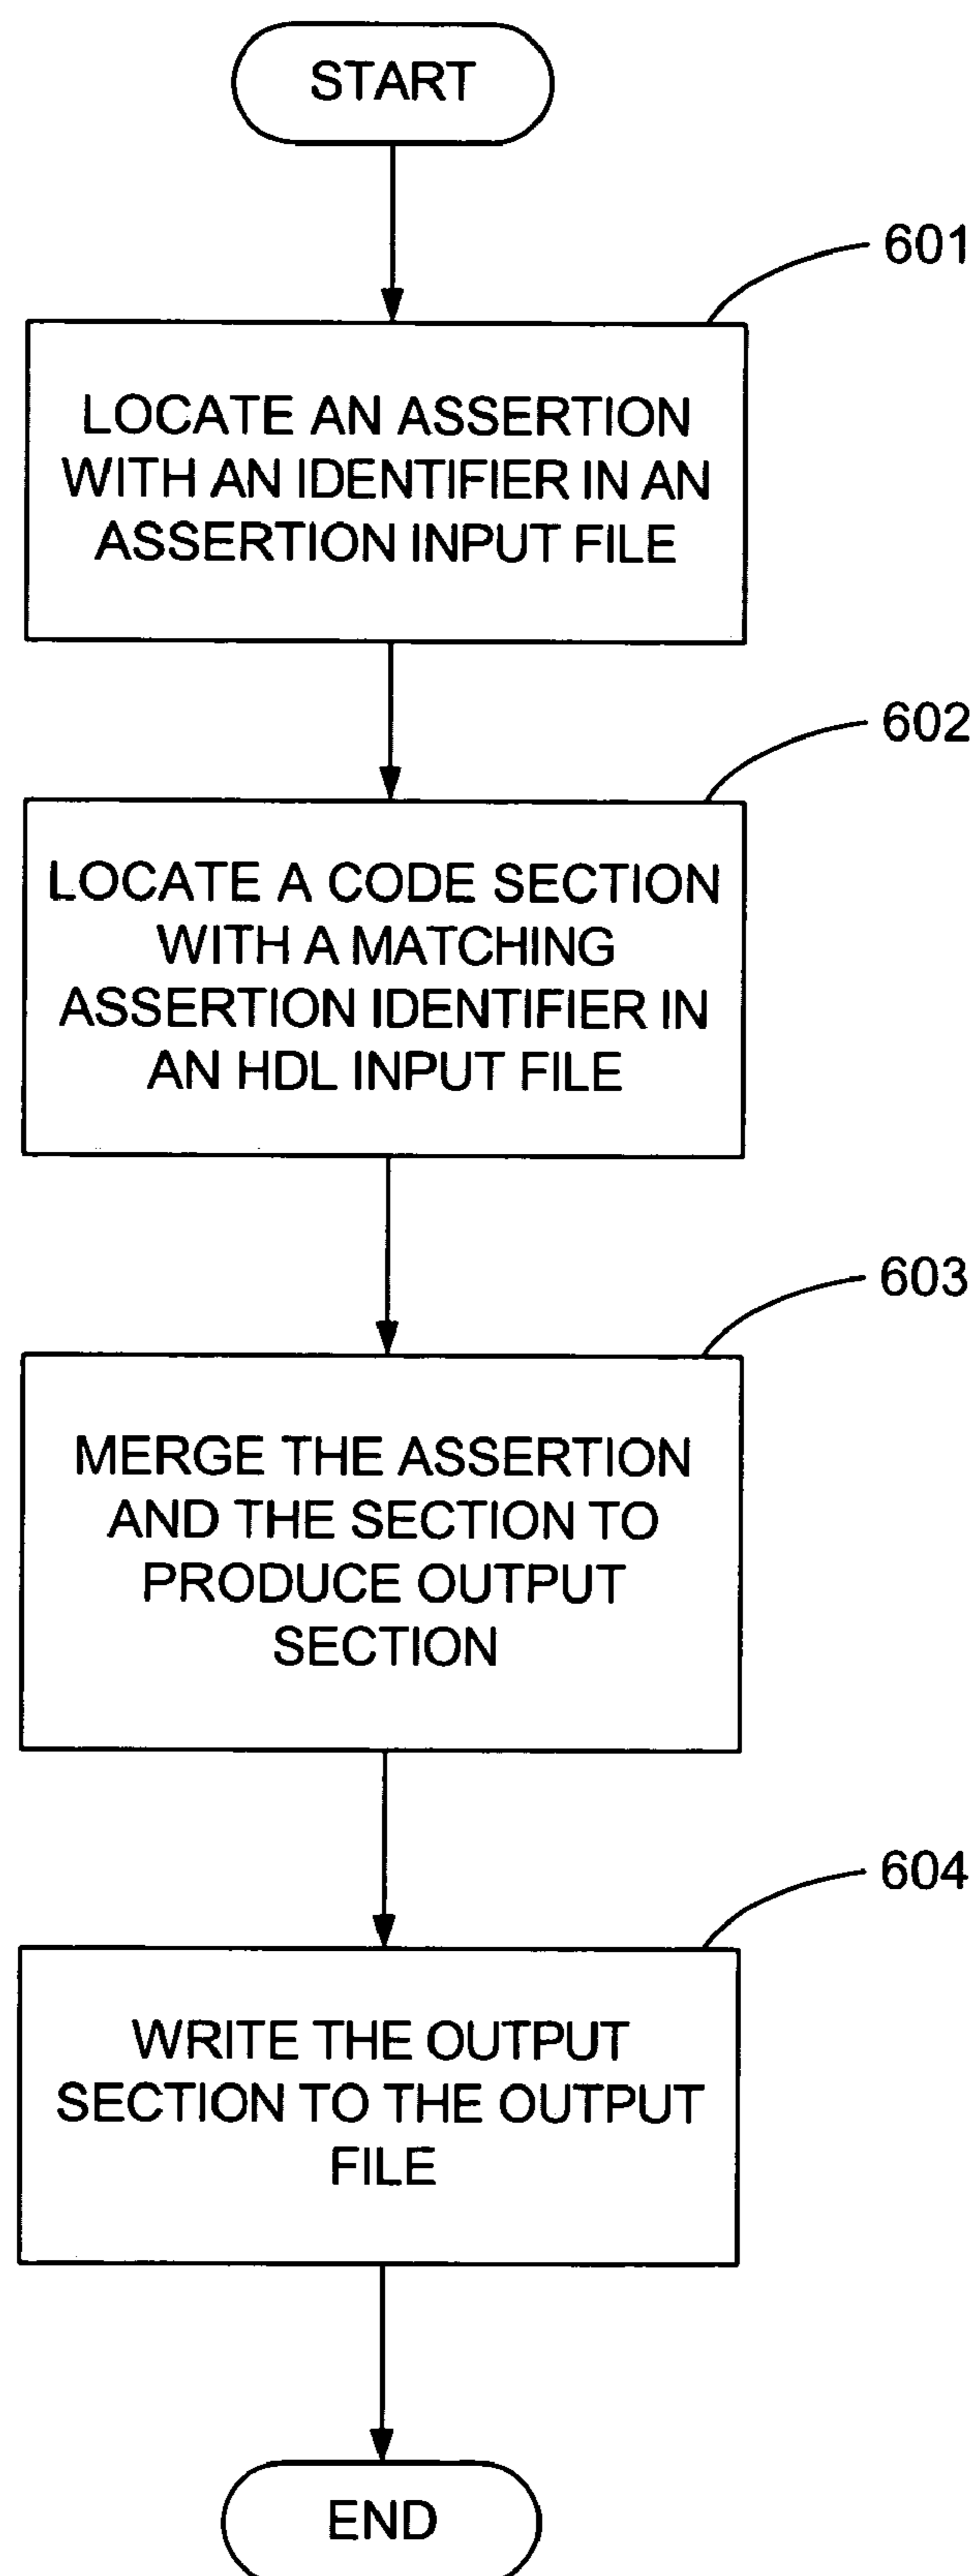 START
601
LOCATE AN ASSERTION
WITH AN IDENTIFIER IN AN
ASSERTION INPUT FILE
602
LOCATE A CODE SECTION
WITH A MATCHING
ASSERTION IDENTIFIER IN
AN HDL INPUT FILE
603
MERGE THE ASSERTION
AND THE SECTION TO
PRODUCE OUTPUT
SECTION
604
WRITE THE OUTPUT
SECTION TO THE OUTPUT
FILE
END